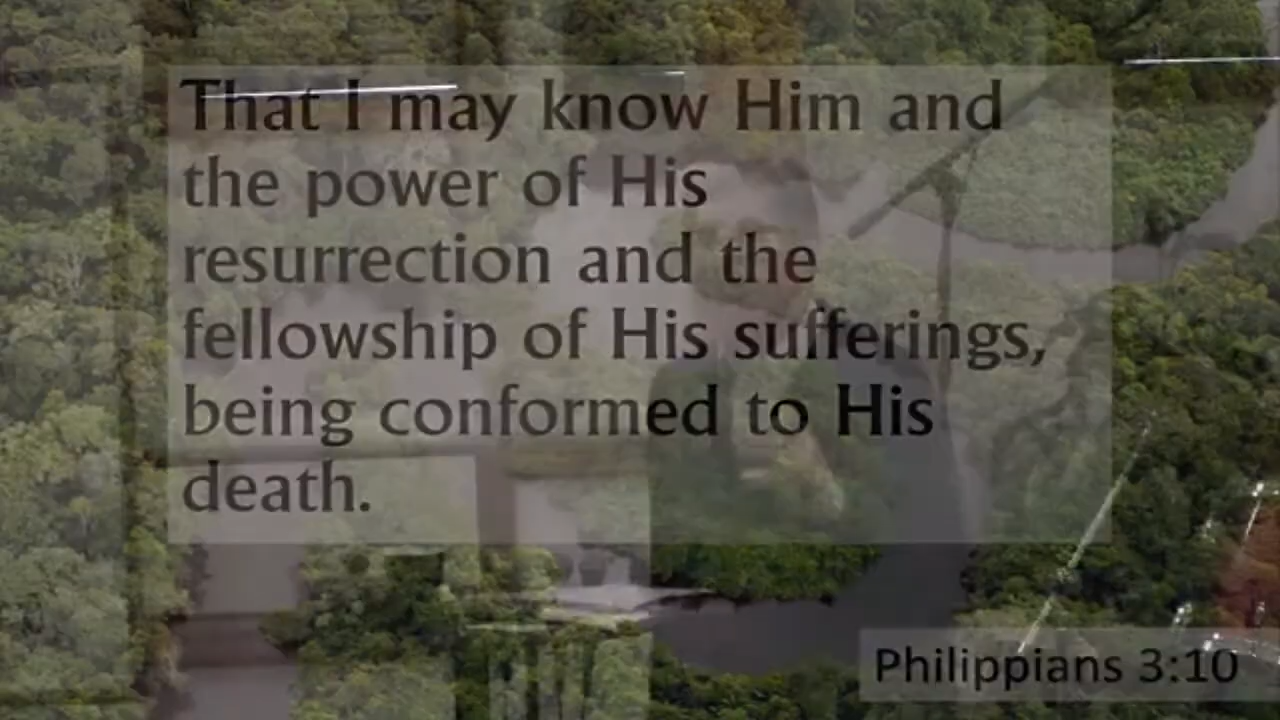 That I may know Him and
the power of His
resurrection and the
fellowship of His sufferings,
being conformed to His
death.
Philippians 3:10